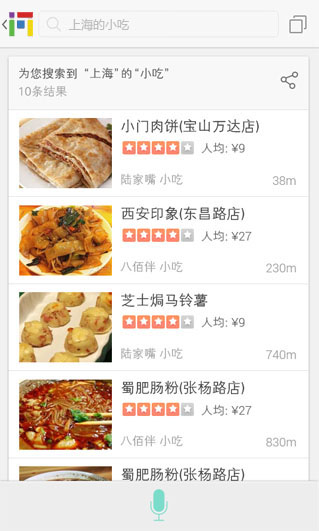 上海的小吃
为您搜索到 “上海”的“小吃”
10条结果
小门肉饼(宝山万达店)
人均: ¥9
陆家嘴 小吃 38m
西安印象(东昌路店)
人均: ¥27
八佰伴 小吃 230m
芝士焗马铃薯
人均: ¥9
陆家嘴 小吃 740m
蜀肥肠粉(张杨路店)
人均: ¥27
八佰伴 小吃 830m
蜀肥肠粉(张杨路店)